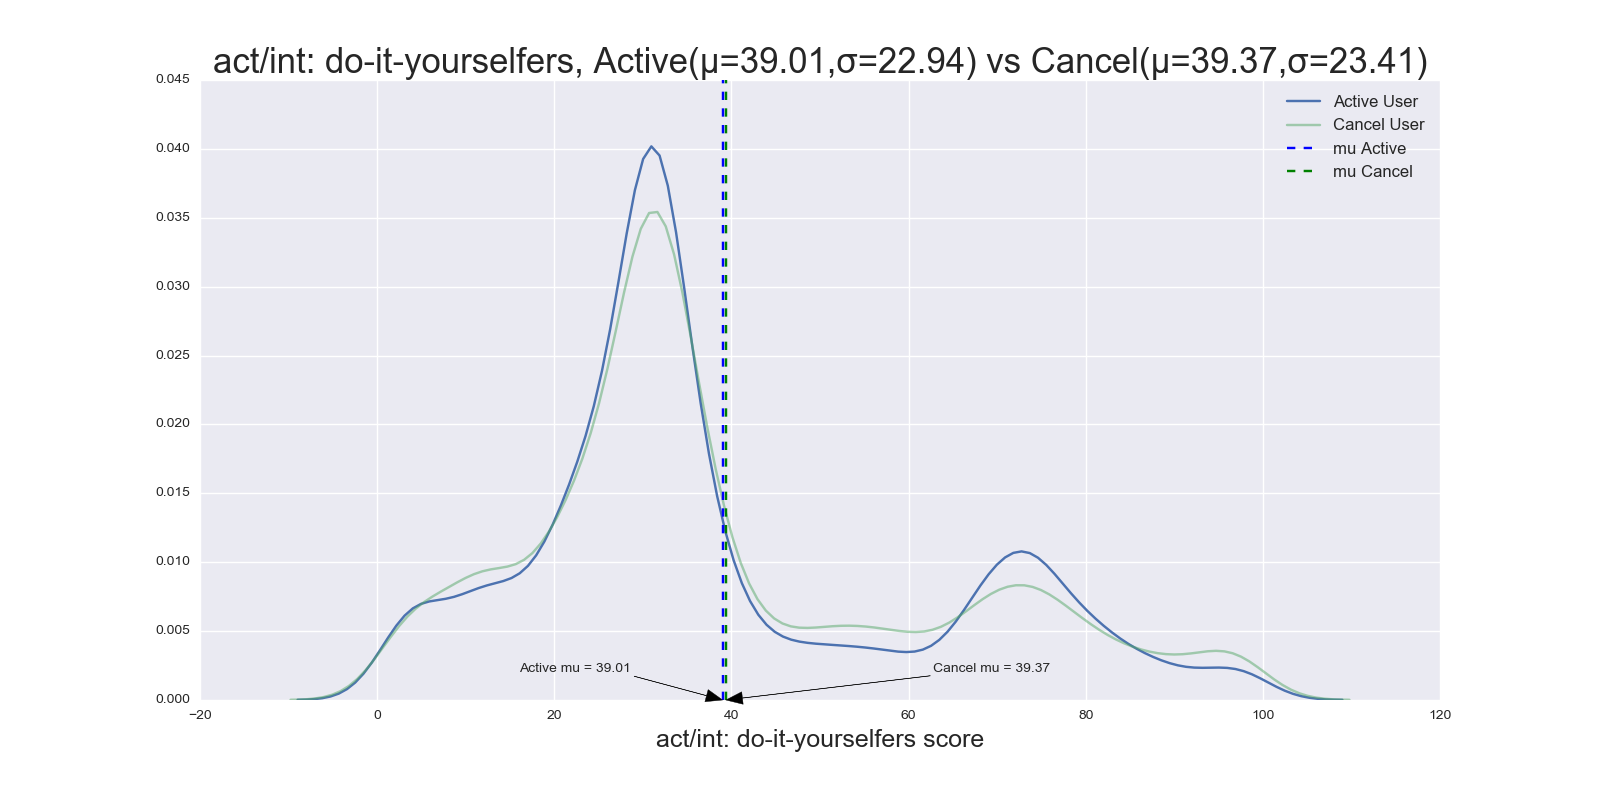 act/int: do-it-yourselfers, Active(μ=39.01,σ=22.94) vs Cancel(μ=39.37,σ=23.41)
0.045
0.040
0.035
0.030
0.025
0.020
0.015
0.010
0.005
0.000
Active User
Cancel User
mu Active
mu Cancel
Active mu = 39.01
Cancel mu = 39.37
−20
0
20
40
60
80
100
120
act/int: do-it-yourselfers score